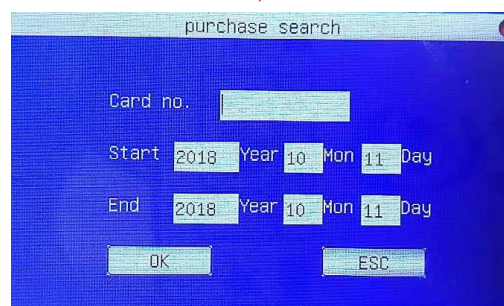 purchase search
Card no.
Start 2018 Year 10 Mon 11 Day
End 2018 Year 10 Mon 11 Day
OK ESC